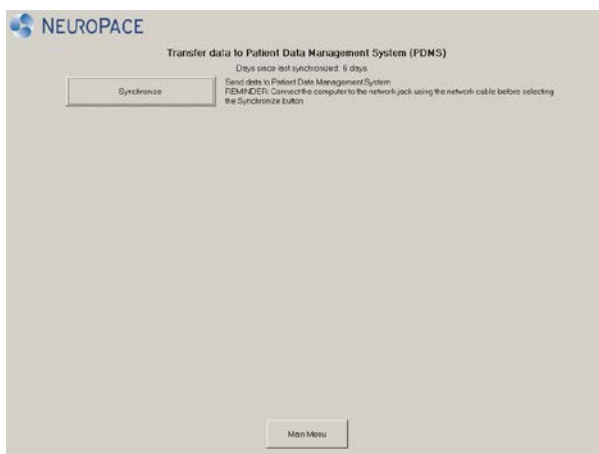 NEUROPACE
Transfer data to Patient Data Management System (PDMS)
Days since last synchronized: 6 days
Synchronize
Send data to Patient Data Management System
REMINDER: Connect the computer to the network jack using the network cable before selecting
the Synchronize button
Main Menu